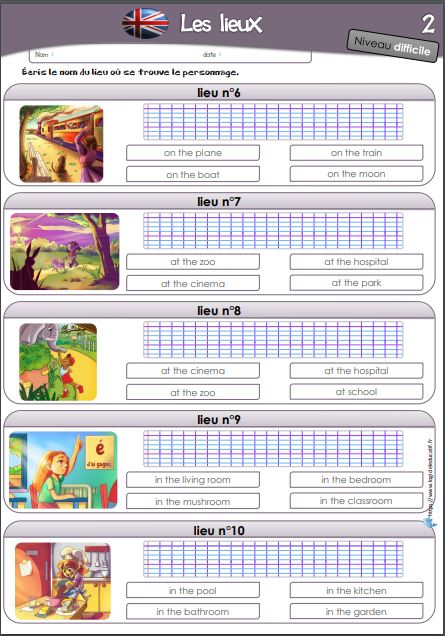 Les lieux
2
Niveau difficile
Nom :
date :
Écris le nom du lieu où se trouve le personnage.
lieu n°6
on the plane
on the train
on the boat
on the moon
lieu n°7
at the zoo
at the hospital
at the cinema
at the park
lieu n°8
at the cinema
at the hospital
at the zoo
at school
lieu n°9
é
j'ai gagné.
in the living room
in the bedroom
in the mushroom
in the classroom
http://www.logicieleducatif.fr
lieu n°10
in the pool
in the kitchen
in the bathroom
in the garden